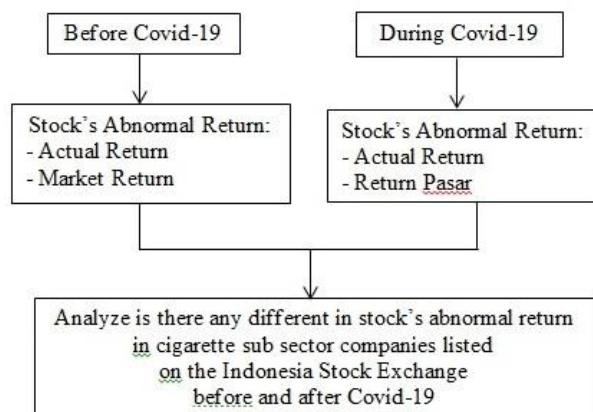 Before Covid-19
During Covid-19
Stock’s Abnormal Return:
- Actual Return
- Market Return
Stock’s Abnormal Return:
- Actual Return
- Return Pasar
Analyze is there any different in stock’s abnormal return
in cigarette sub sector companies listed
on the Indonesia Stock Exchange
before and after Covid-19